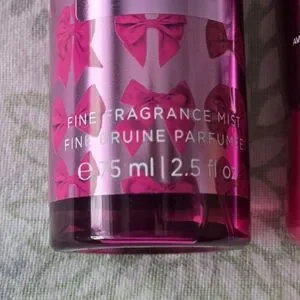 FINE FRAGRANCE MIST
FINE BRUINE PARFUMÉE
℮ 75 ml | 2.5 fl oz